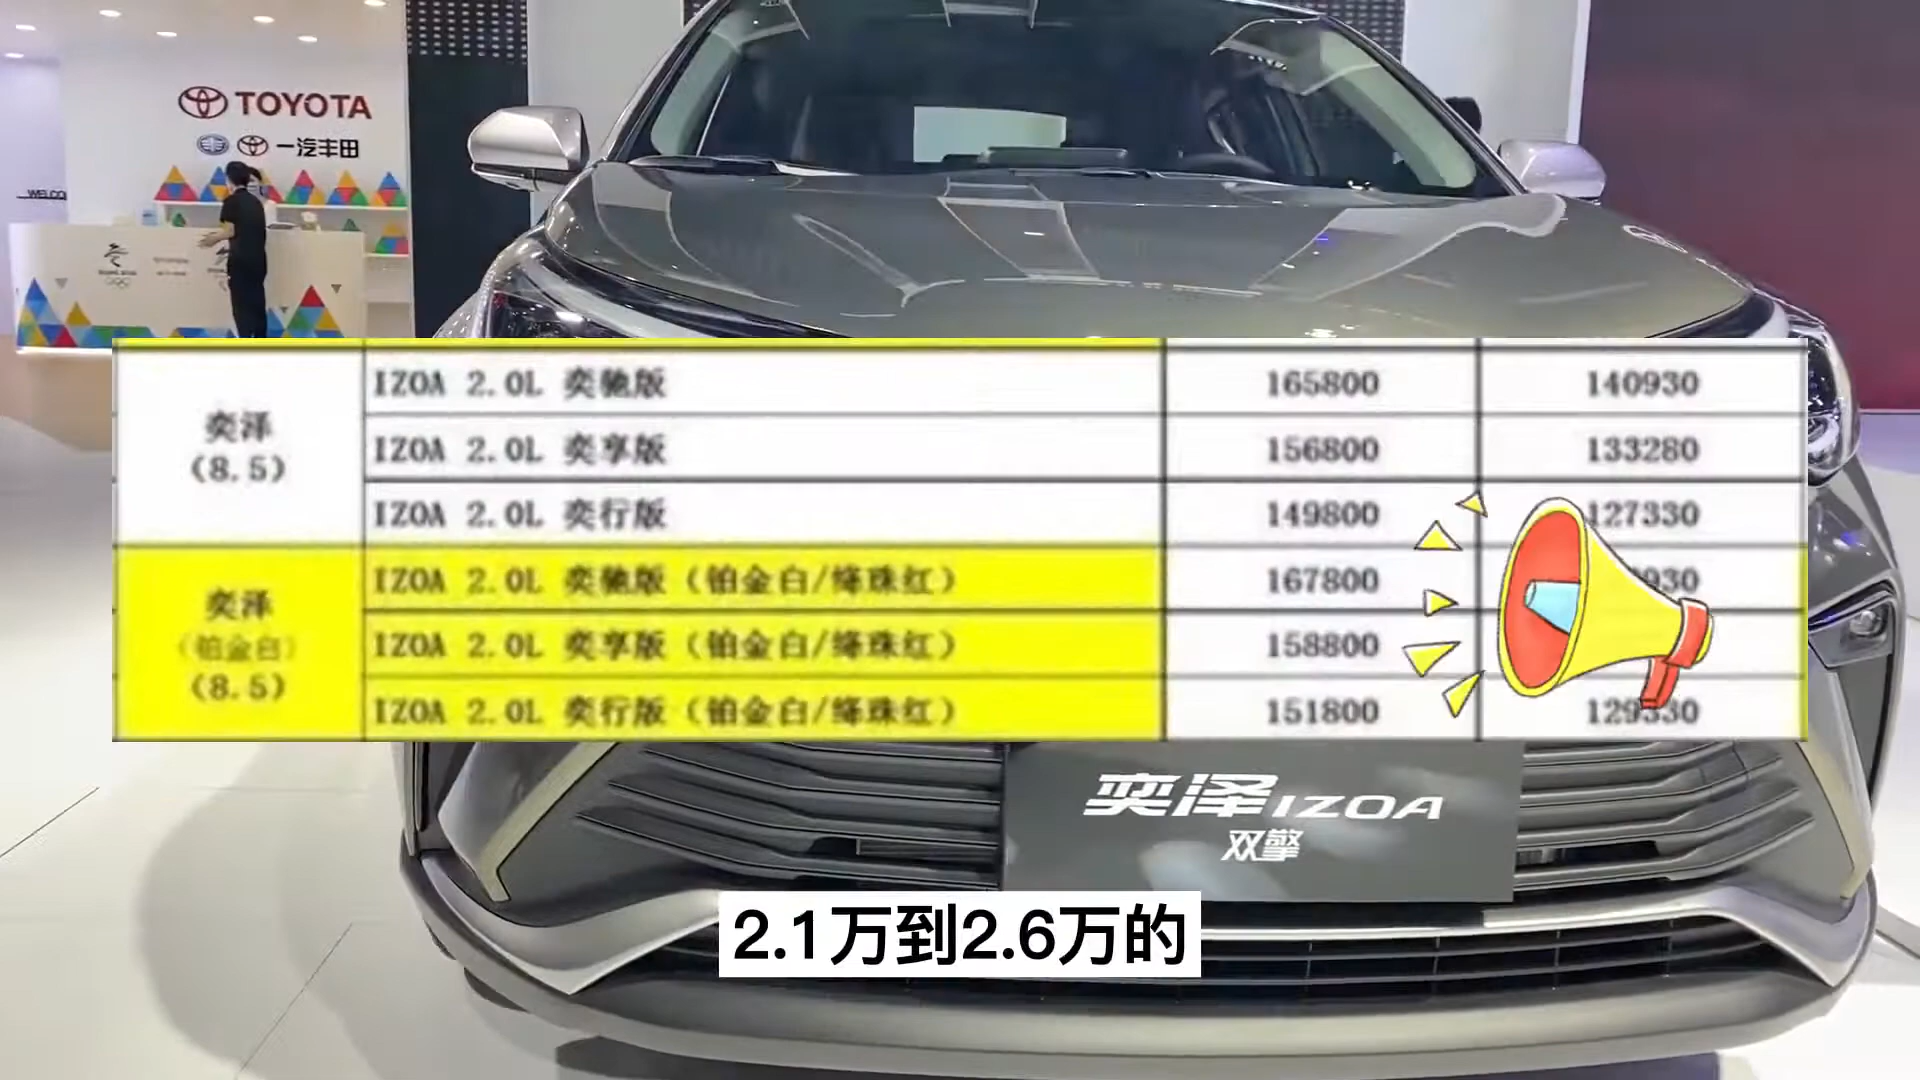 TOYOTA
一汽丰田
奕泽
(8.5)
IZOA 2.0L 奕驰版 165800 140930
IZOA 2.0L 奕享版 156800 133280
IZOA 2.0L 奕行版 149800 127330
奕泽
(铂金白)
(8.5)
IZOA 2.0L 奕驰版（铂金白/绛珠红） 167800
IZOA 2.0L 奕享版（铂金白/绛珠红） 158800
IZOA 2.0L 奕行版（铂金白/绛珠红） 151800 129330
奕泽IZOA
双擎
2.1万到2.6万的